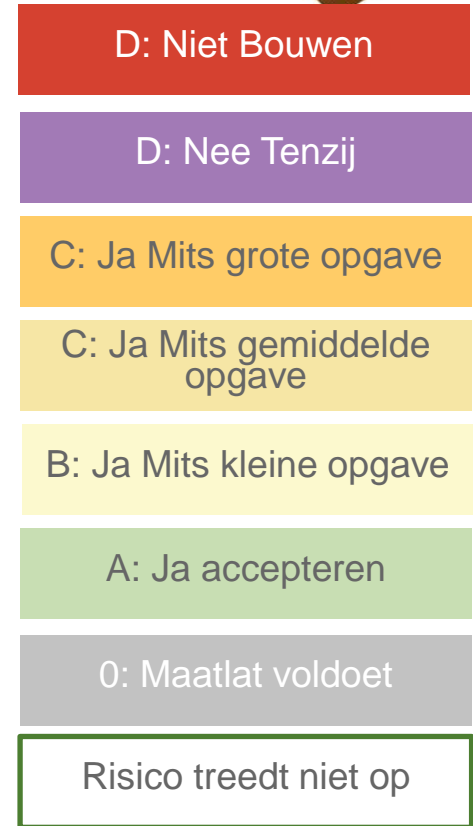 D: Niet Bouwen
D: Nee Tenzij
C: Ja Mits grote opgave
C: Ja Mits gemiddelde
opgave
B: Ja Mits kleine opgave
A: Ja accepteren
0: Maatlat voldoet
Risico treedt niet op